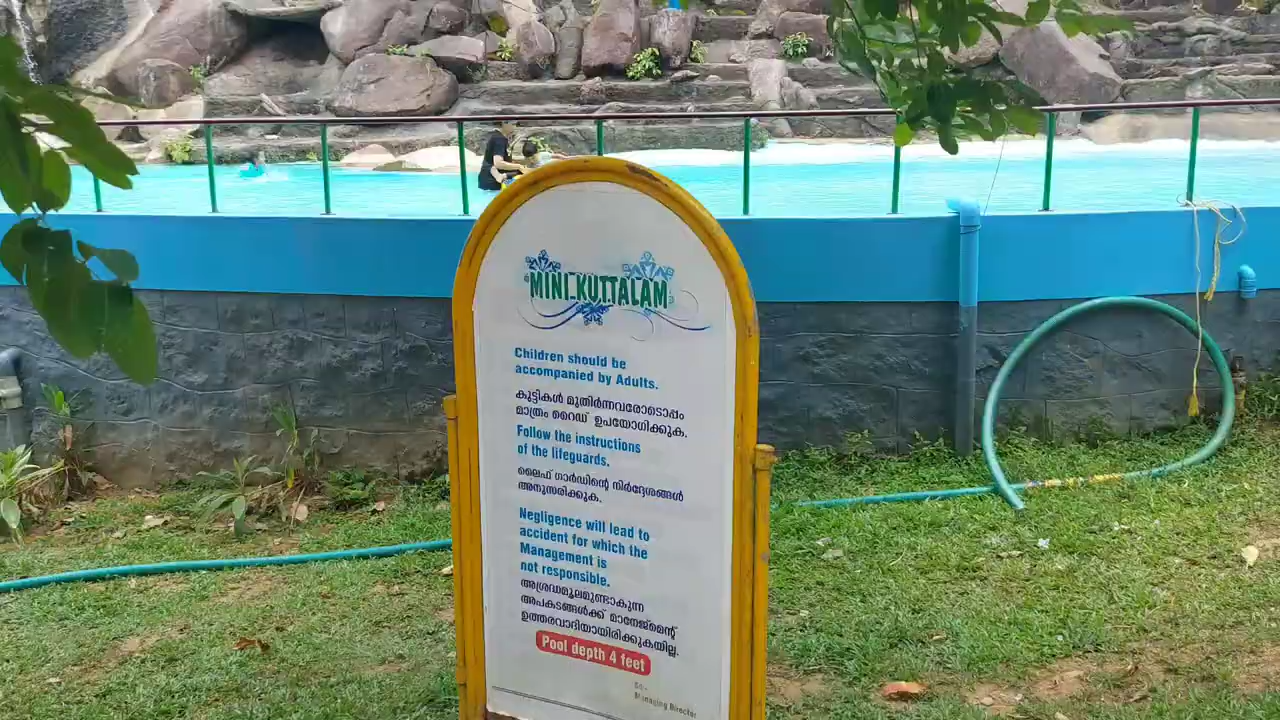 MINI KUTTALAM
Children should be
accompanied by Adults.
കുട്ടികൾ മുതിർന്നവരോടൊപ്പം
മാത്രം റൈഡ് ഉപയോഗിക്കുക.
Follow the instructions
of the lifeguards.
ലൈഫ് ഗാർഡിന്റെ നിർദ്ദേശങ്ങൾ
അനുസരിക്കുക.
Negligence will lead to
accident for which the
Management is
not responsible.
അശ്രദ്ധമൂലമുണ്ടാകുന്ന
അപകടങ്ങൾക്ക് മാനേജ്മെന്റ്
ഉത്തരവാദിയായിരിക്കുകയില്ല.
Pool depth 4 feet
Managing Director